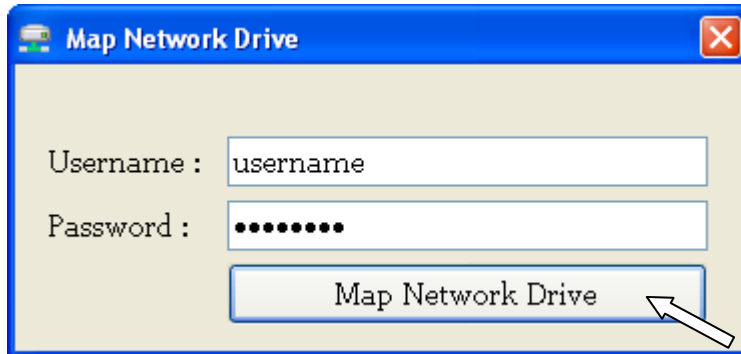 Map Network Drive
Username : username
Password : ••••••••
Map Network Drive